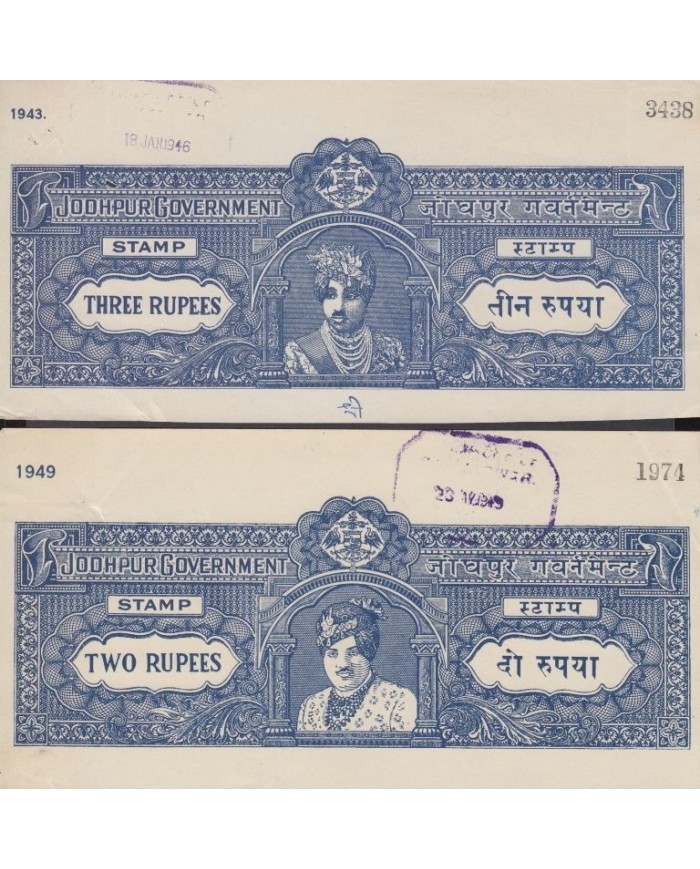 1943.
3438
18 JAN 1946
JODHPUR GOVERNMENT जोधपुर गवर्नमेन्ट
STAMP स्टाम्प
THREE RUPEES तीन रुपया
1949
1974
JODHPUR GOVERNMENT जोधपुर गवर्नमेन्ट
STAMP स्टाम्प
TWO RUPEES दो रुपया